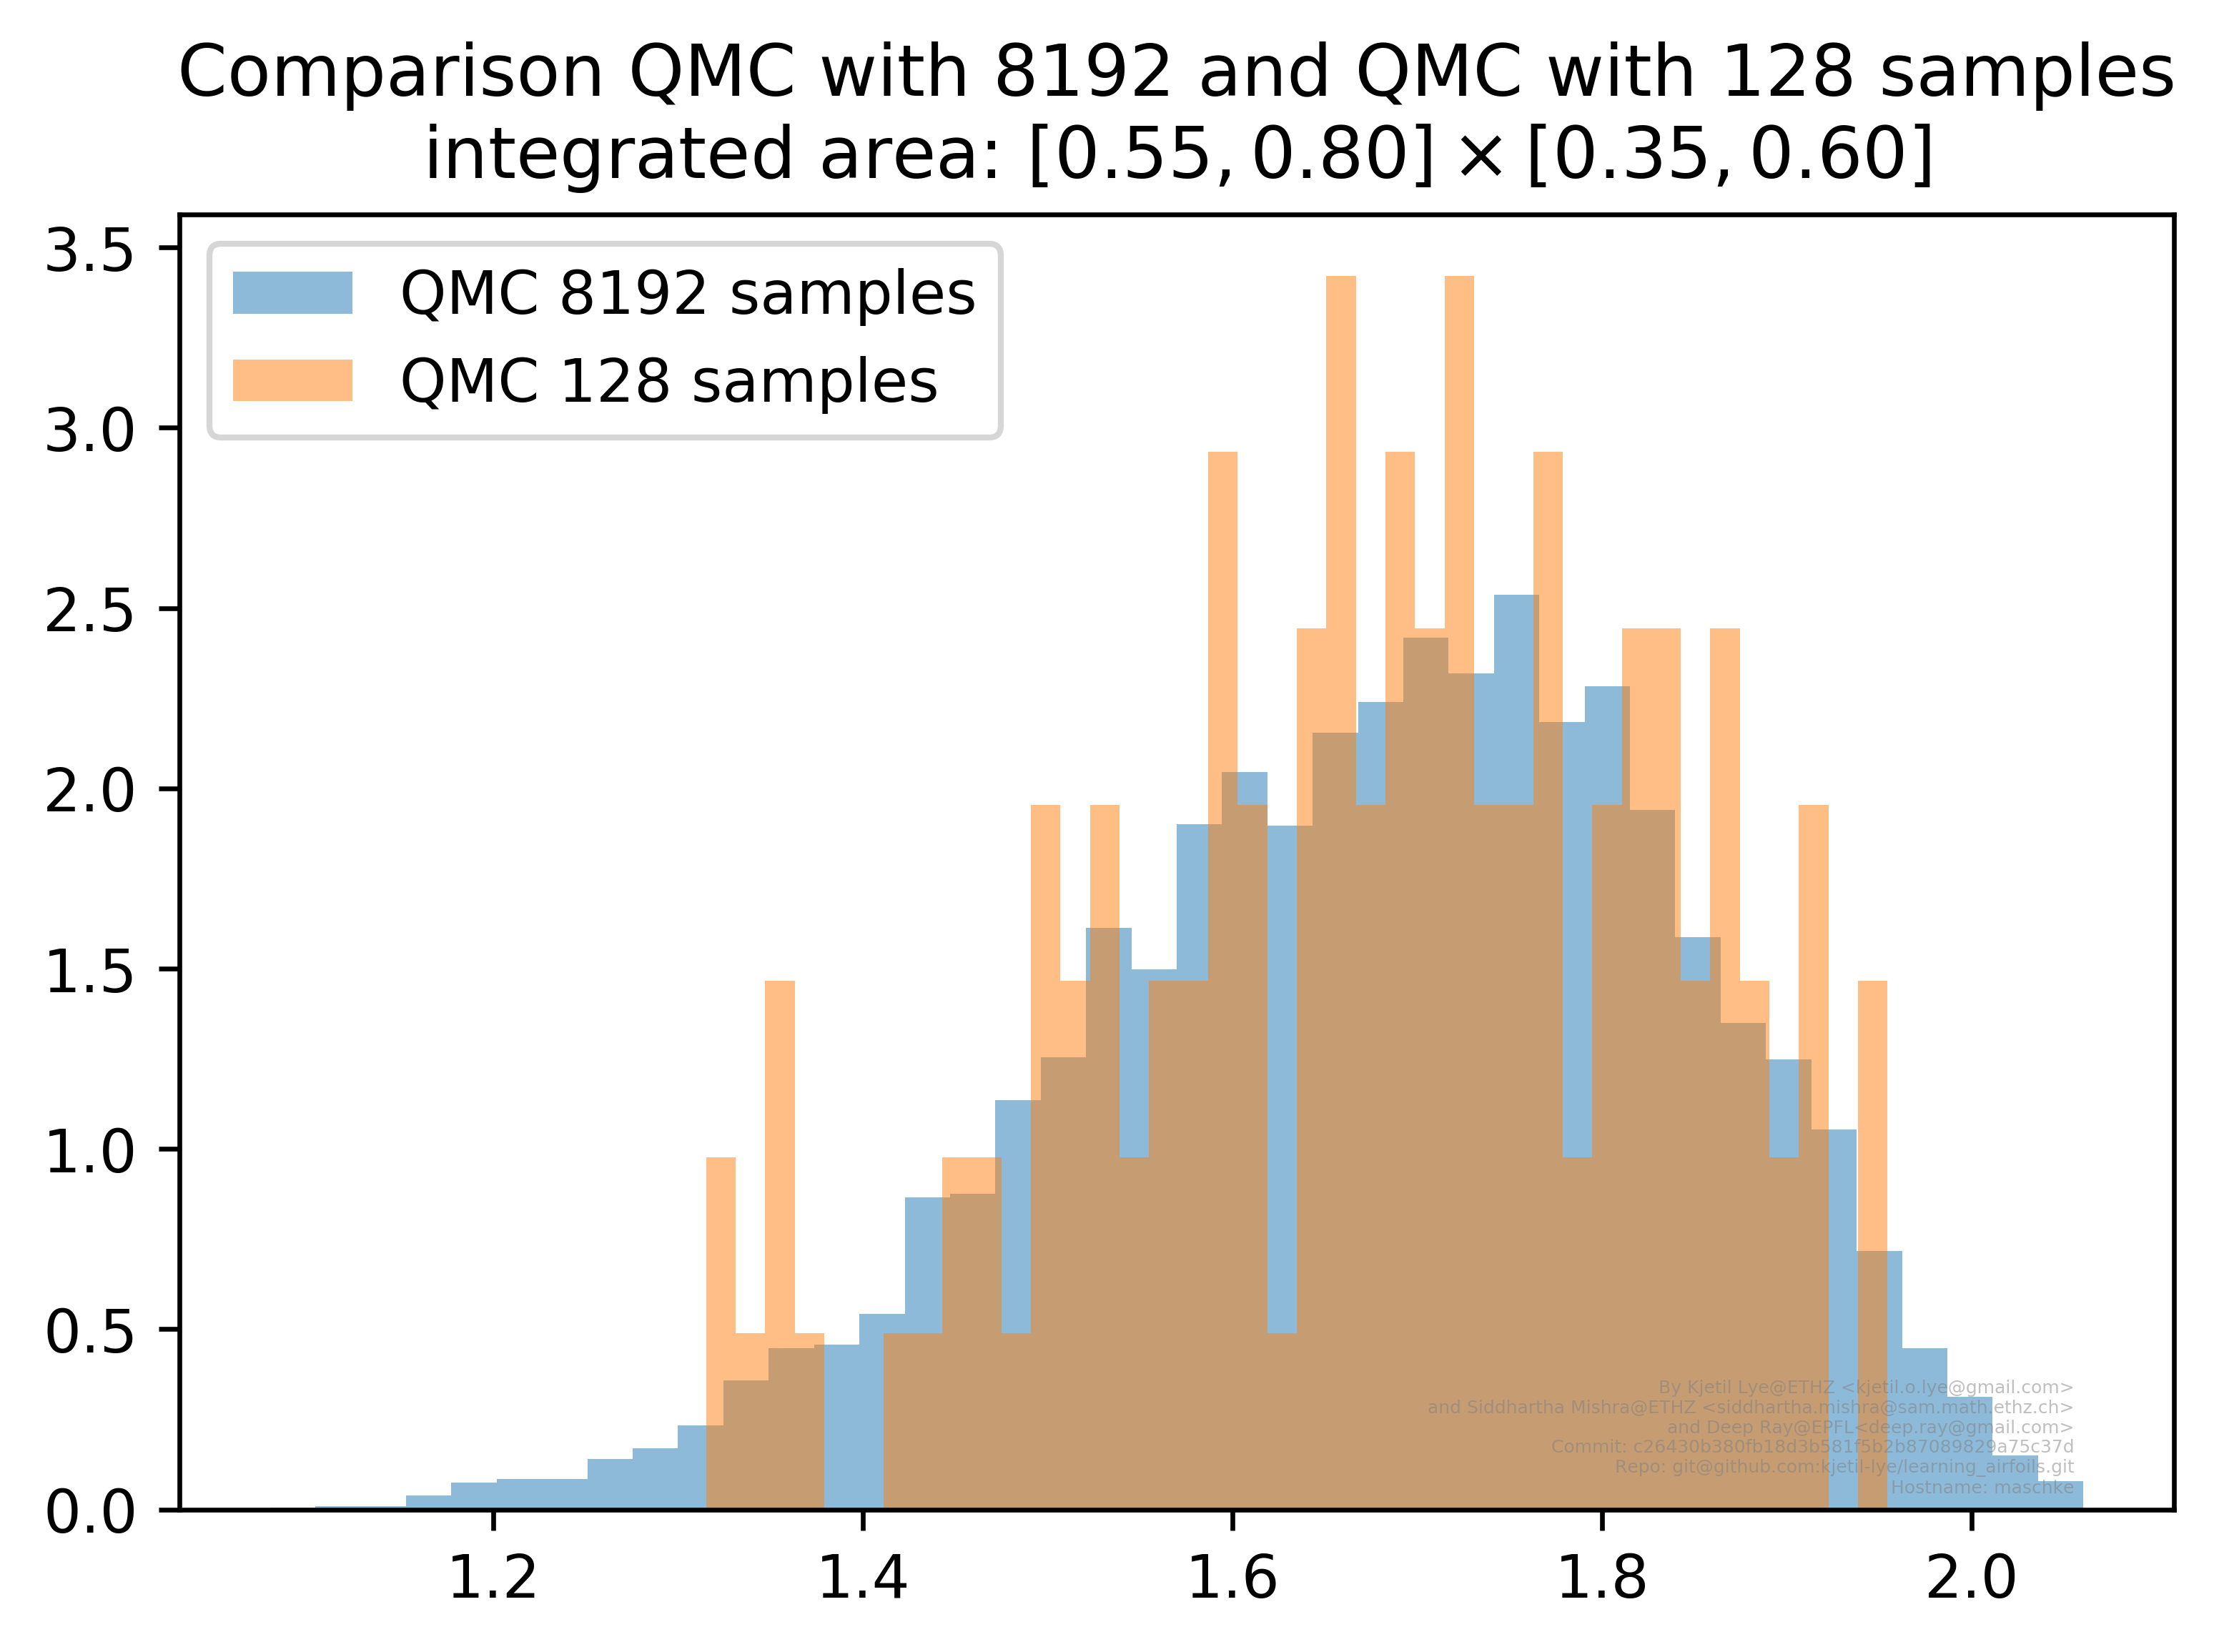 Comparison QMC with 8192 and QMC with 128 samples
integrated area: [0.55, 0.80] × [0.35, 0.60]
3.5
3.0
2.5
2.0
1.5
1.0
0.5
0.0
QMC 8192 samples
QMC 128 samples
By Kjetil Lye@ETHZ <kjetil.o.lye@gmail.com>
and Siddhartha Mishra@ETHZ <siddhartha.mishra@sam.math.ethz.ch>
and Deep Ray@EPFL<deep.ray@gmail.com>
Commit: c26430b380fb18d3b581f5b2b87089829a75c37d
Repo: git@github.com:kjetil-lye/learning_airfoils.git
Hostname: maschke
1.2 1.4 1.6 1.8 2.0